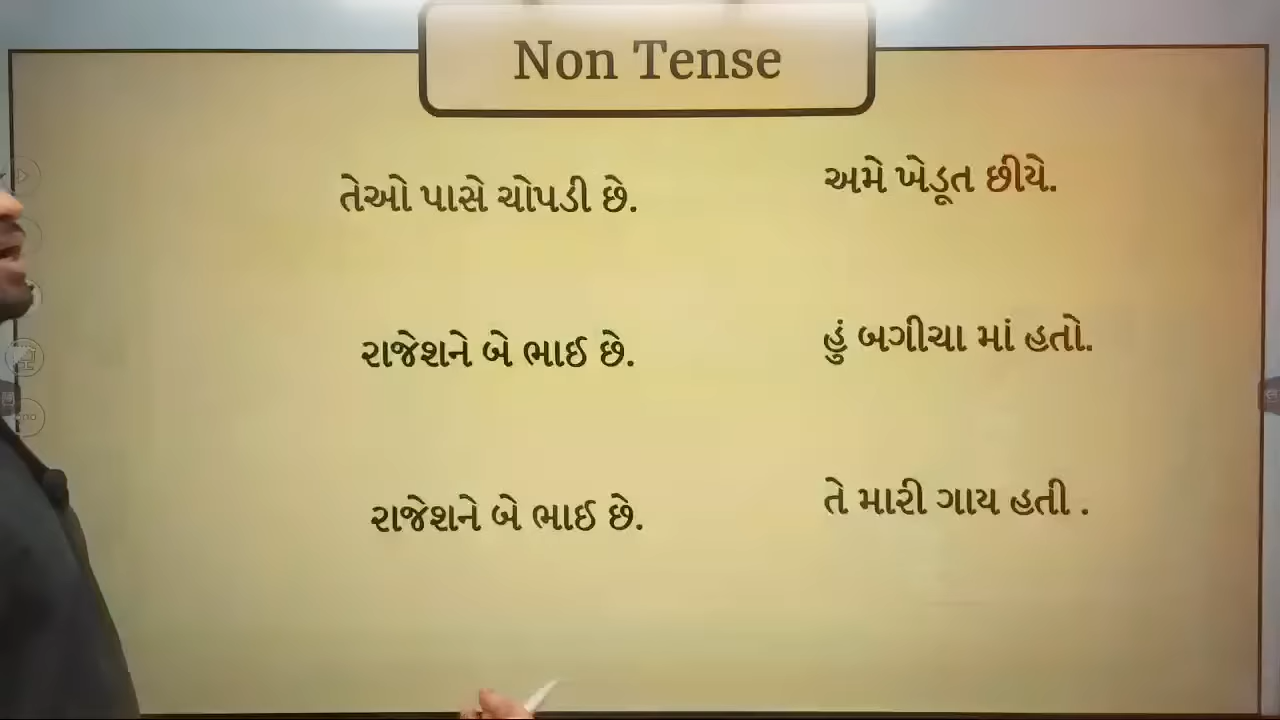 Non Tense
તેઓ પાસે ચોપડી છે.
અમે ખેડૂત છીયે.
રાજેશને બે ભાઈ છે.
હું બગીચા માં હતો.
રાજેશને બે ભાઈ છે.
તે મારી ગાય હતી .